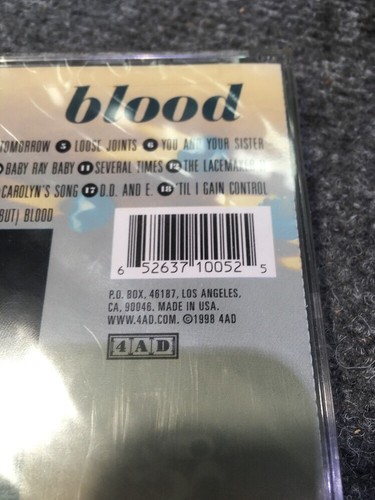 blood
TOMORROW 5 LOOSE JOINTS 6 YOU AND YOUR SISTER
BABY RAY BABY 11 SEVERAL TIMES 12 THE LACEMAKER II
CAROLYN'S SONG 17 D.D. AND E. 18 'TIL I GAIN CONTROL
BUT) BLOOD
6 52637 10052 5
P.O. BOX, 46187, LOS ANGELES,
CA, 90046. MADE IN USA.
WWW.4AD.COM. ©1998 4AD
4AD